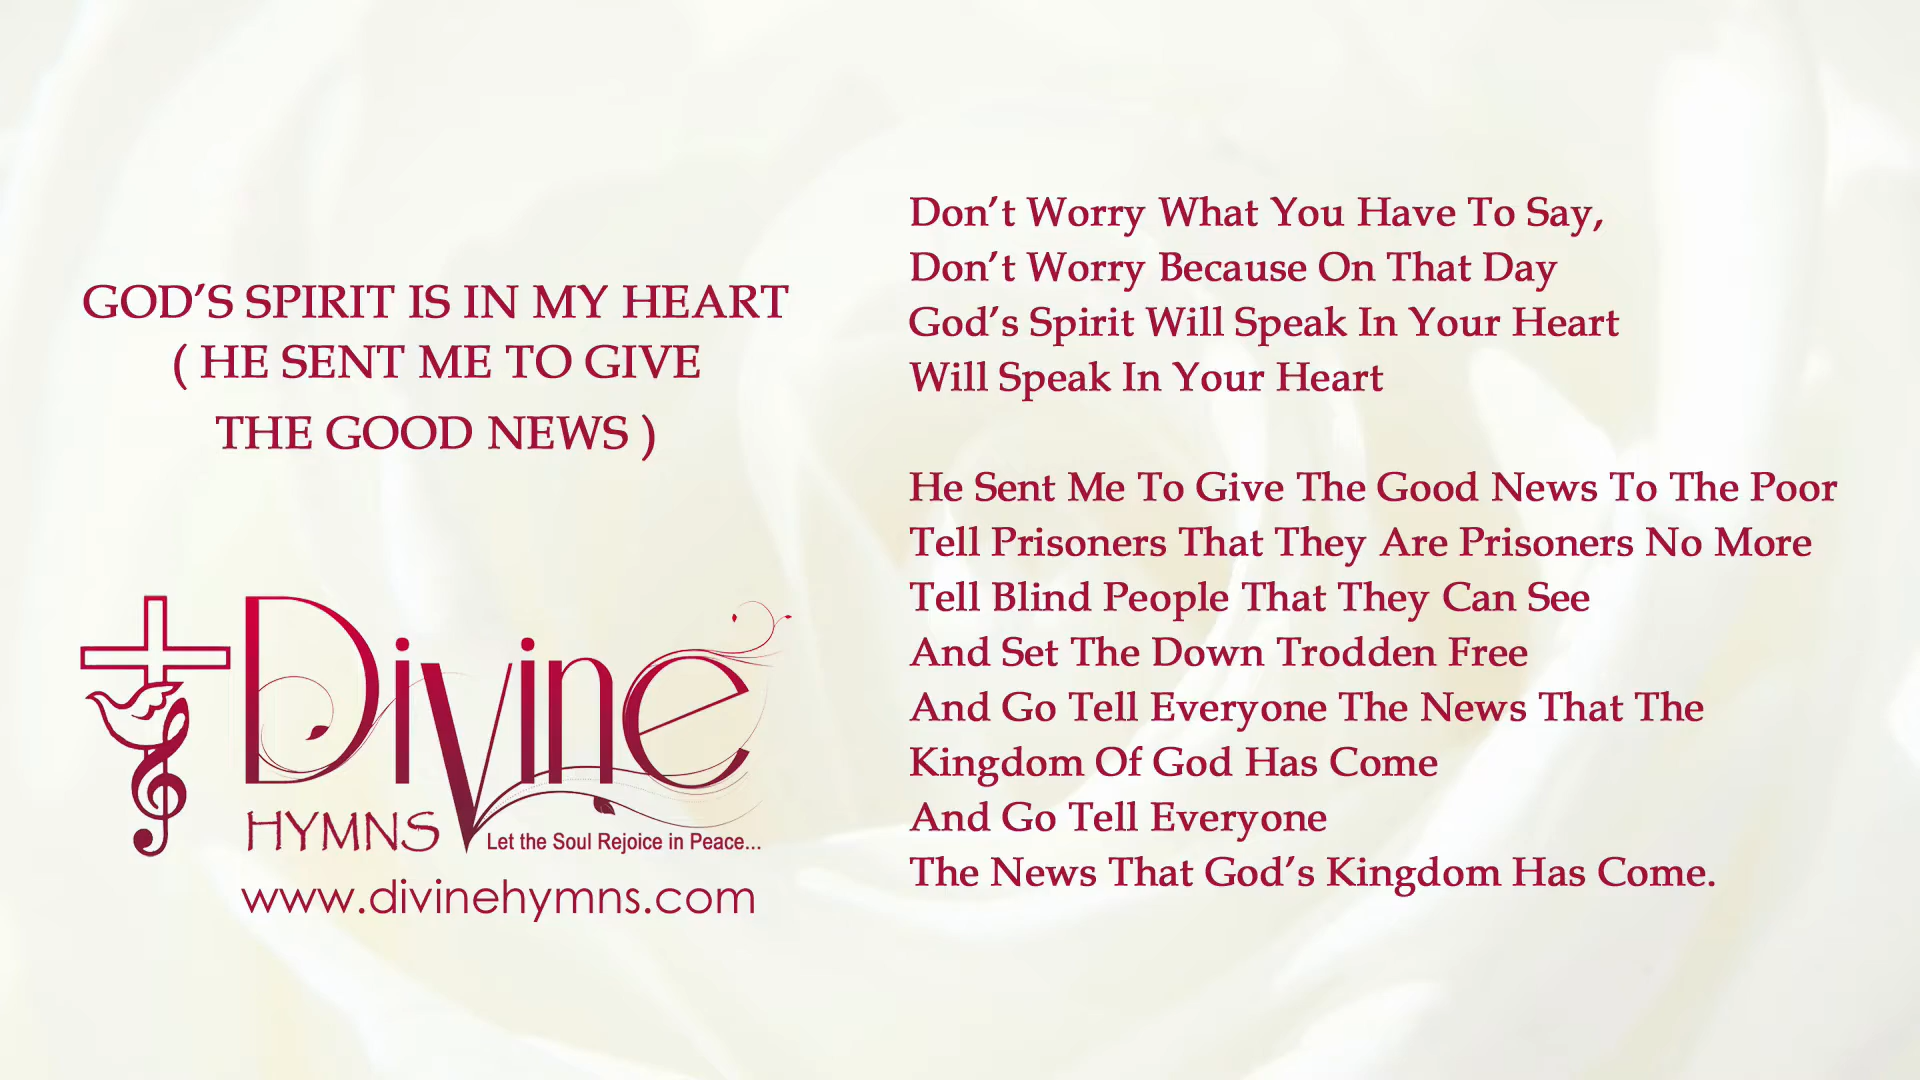 GOD’S SPIRIT IS IN MY HEART
( HE SENT ME TO GIVE
THE GOOD NEWS )
Divine
HYMNS
Let the Soul Rejoice in Peace...
www.divinehymns.com
Don’t Worry What You Have To Say,
Don’t Worry Because On That Day
God’s Spirit Will Speak In Your Heart
Will Speak In Your Heart
He Sent Me To Give The Good News To The Poor
Tell Prisoners That They Are Prisoners No More
Tell Blind People That They Can See
And Set The Down Trodden Free
And Go Tell Everyone The News That The
Kingdom Of God Has Come
And Go Tell Everyone
The News That God’s Kingdom Has Come.